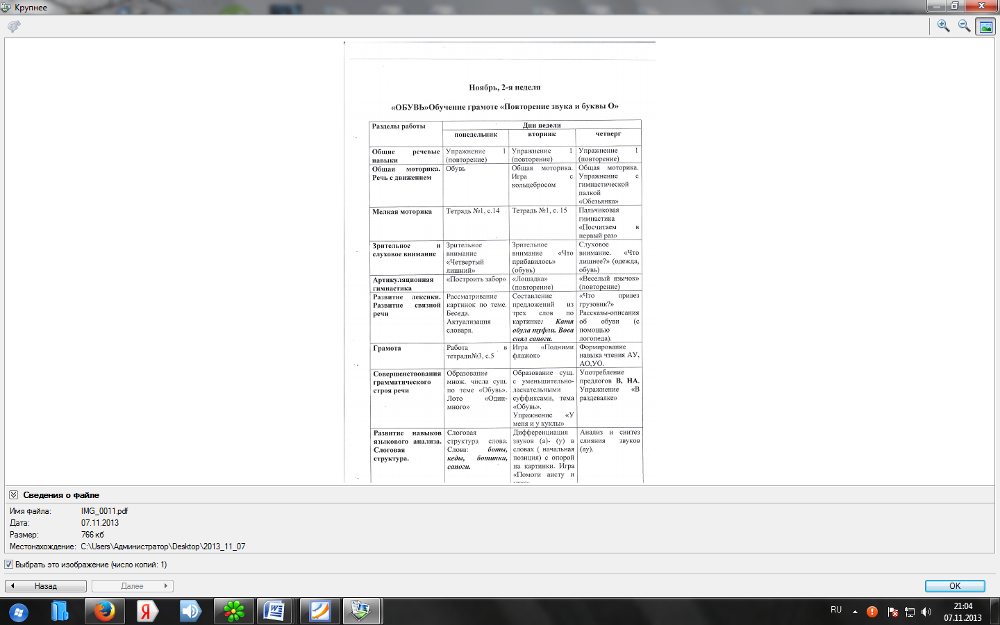 Крупнее
Ноябрь, 2-я неделя
«ОБУВЬ»Обучение грамоте «Повторение звука и буквы О»
Разделы работы
Дни недели
понедельник
вторник
четверг
Общие речевые
навыки
Упражнение 1
(повторение)
Упражнение 1
(повторение)
Упражнение 1
(повторение)
Общая моторика.
Речь с движением
Обувь
Общая моторика.
Игра с
кольцебросом
Общая моторика.
Упражнение с
гимнастической
палкой
«Обезьянка»
Мелкая моторика
Тетрадь №1, с.14
Тетрадь №1, с. 15
Пальчиковая
гимнастика
«Посчитаем в
первый раз»
Зрительное и
слуховое внимание
Зрительное
внимание
«Четвертый
лишний»
Зрительное
внимание «Что
прибавилось»
(обувь)
Слуховое
внимание. «Что
лишнее?» (одежда,
обувь)
Артикуляционная
гимнастика
«Построить забор»
«Лошадка»
(повторение)
«Веселый язычок»
(повторение)
Развитие лексики.
Развитие связной
речи
Рассматривание
картинок по теме.
Беседа.
Актуализация
словаря.
Составление
предложений из
трех слов по
картинке: Катя
обула туфли. Вова
снял сапоги.
«Что привез
грузовик?»
Рассказы-описания
об обуви (с
помощью
логопеда).
Грамота
Работа в
тетради№3, с.5
Игра «Подними
флажок»
Формирование
навыка чтения АУ,
АО,УО.
Совершенствования
грамматического
строя речи
Образование
множ. числа сущ.
по теме «Обувь».
Лото «Один-
много»
Образование сущ.
с уменьшительно-
ласкательными
суффиксами, тема
«Обувь».
Упражнение «У
меня и у куклы»
Употребление
предлогов В, НА.
Упражнение «В
раздевалке»
Развитие навыков
языкового анализа.
Слоговая
структура.
Слоговая
структура слова.
Слова: боты,
кеды, ботинки,
сапоги.
Дифференциация
звуков (а)- (у) в
словах ( начальная
позиция) с опорой
на картинки. Игра
«Помоги аисту и
Анализ и синтез
слияния звуков
(ау).
Сведения о файле
Имя файла: IMG_0011.pdf
Дата: 07.11.2013
Размер: 766 кб
Местонахождение: C:\Users\Администратор\Desktop\2013_11_07
Выбрать это изображение (число копий: 1)
Назад
Далее
OK
RU
21:04
07.11.2013